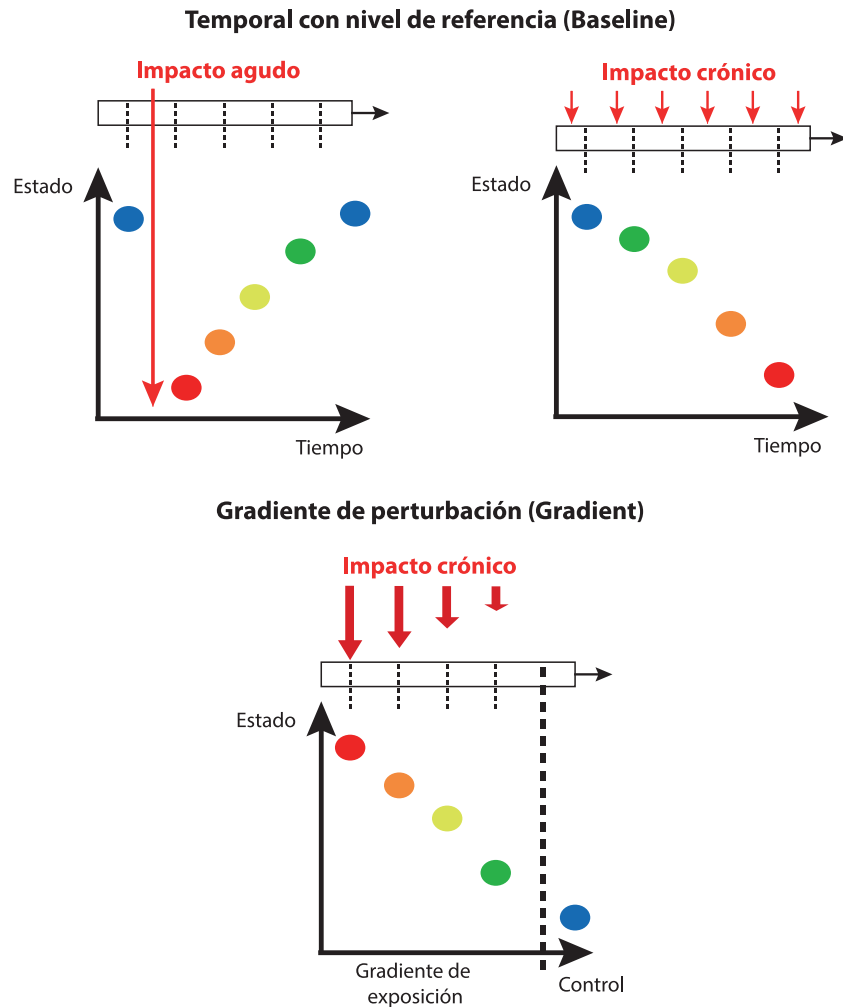 Temporal con nivel de referencia (Baseline)
Impacto agudo
Estado
Tiempo
Impacto crónico
Estado
Tiempo
Gradiente de perturbación (Gradient)
Impacto crónico
Estado
Gradiente de
exposición
Control